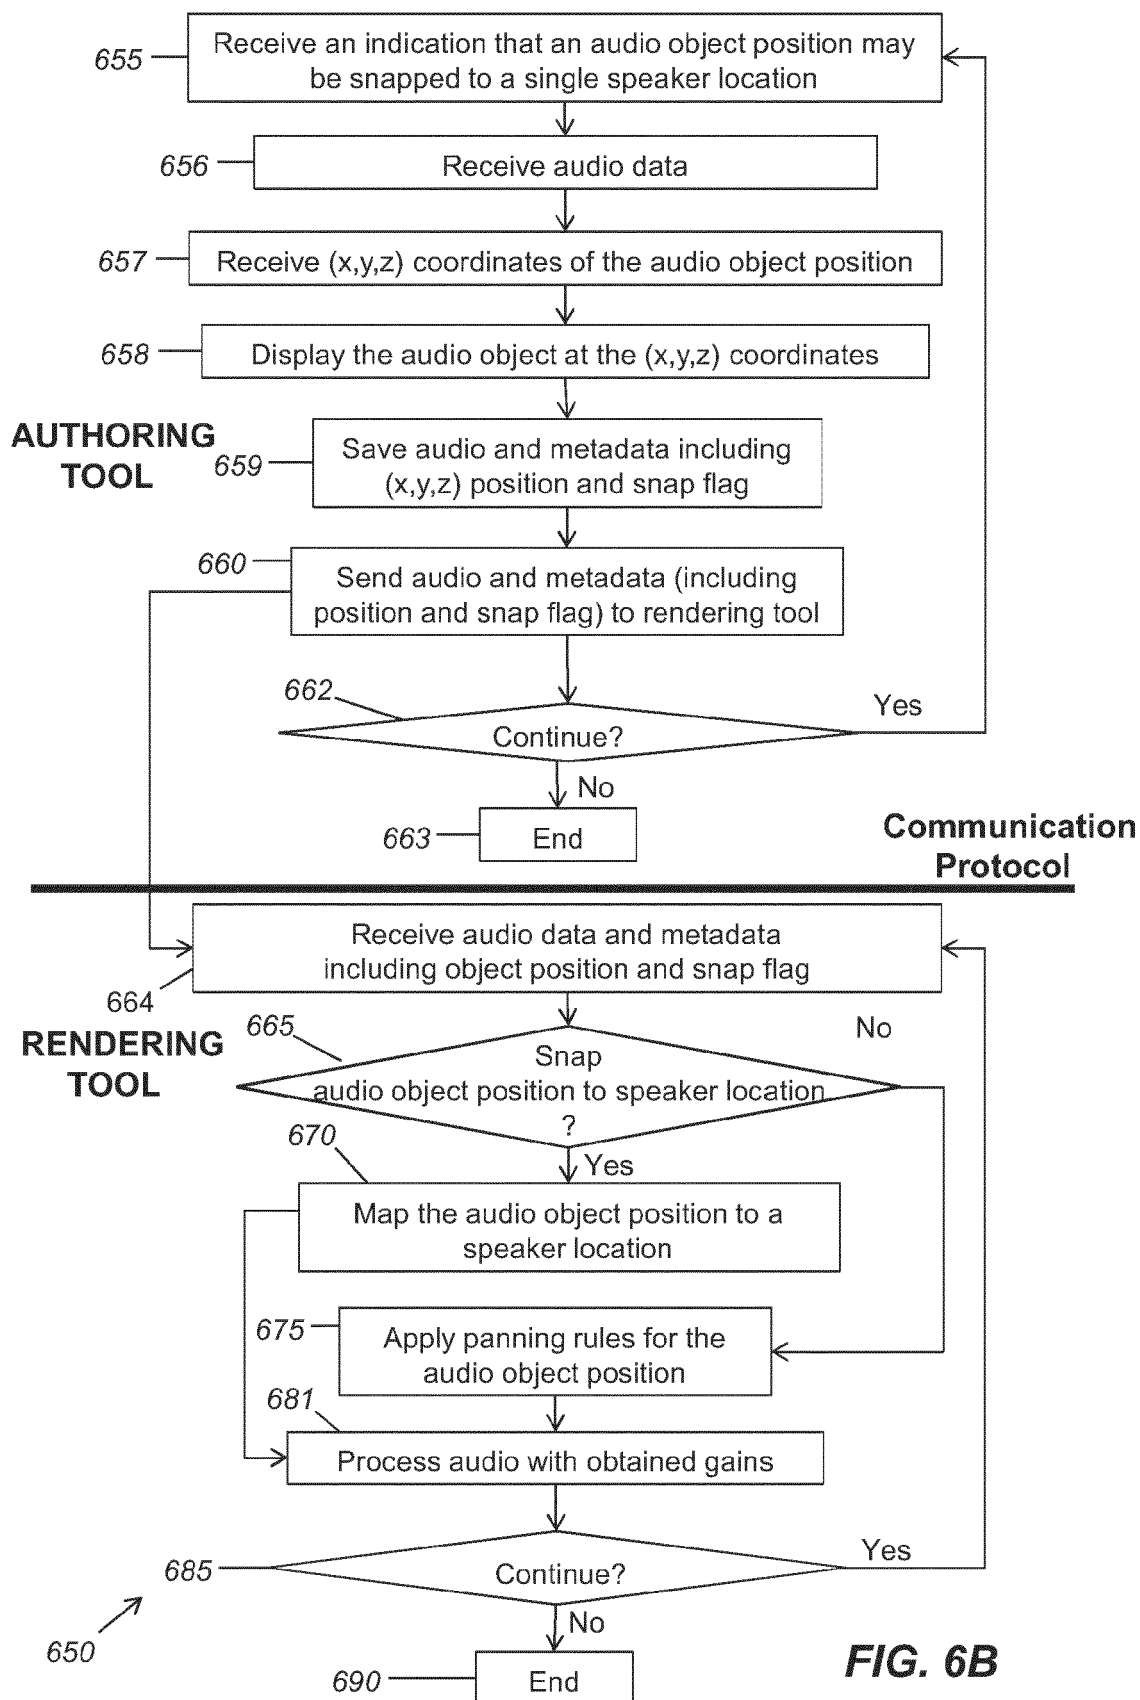 655
Receive an indication that an audio object position may
be snapped to a single speaker location
656
Receive audio data
657
Receive (x,y,z) coordinates of the audio object position
658
Display the audio object at the (x,y,z) coordinates
AUTHORING
TOOL
659
Save audio and metadata including
(x,y,z) position and snap flag
660
Send audio and metadata (including
position and snap flag) to rendering tool
662
Continue?
Yes
No
663
End
Communication
Protocol
Receive audio data and metadata
including object position and snap flag
664
RENDERING
TOOL
665
No
Snap
audio object position to speaker location
?
670
Yes
Map the audio object position to a
speaker location
675
Apply panning rules for the
audio object position
681
Process audio with obtained gains
685
Continue?
Yes
No
650
690
End
FIG. 6B